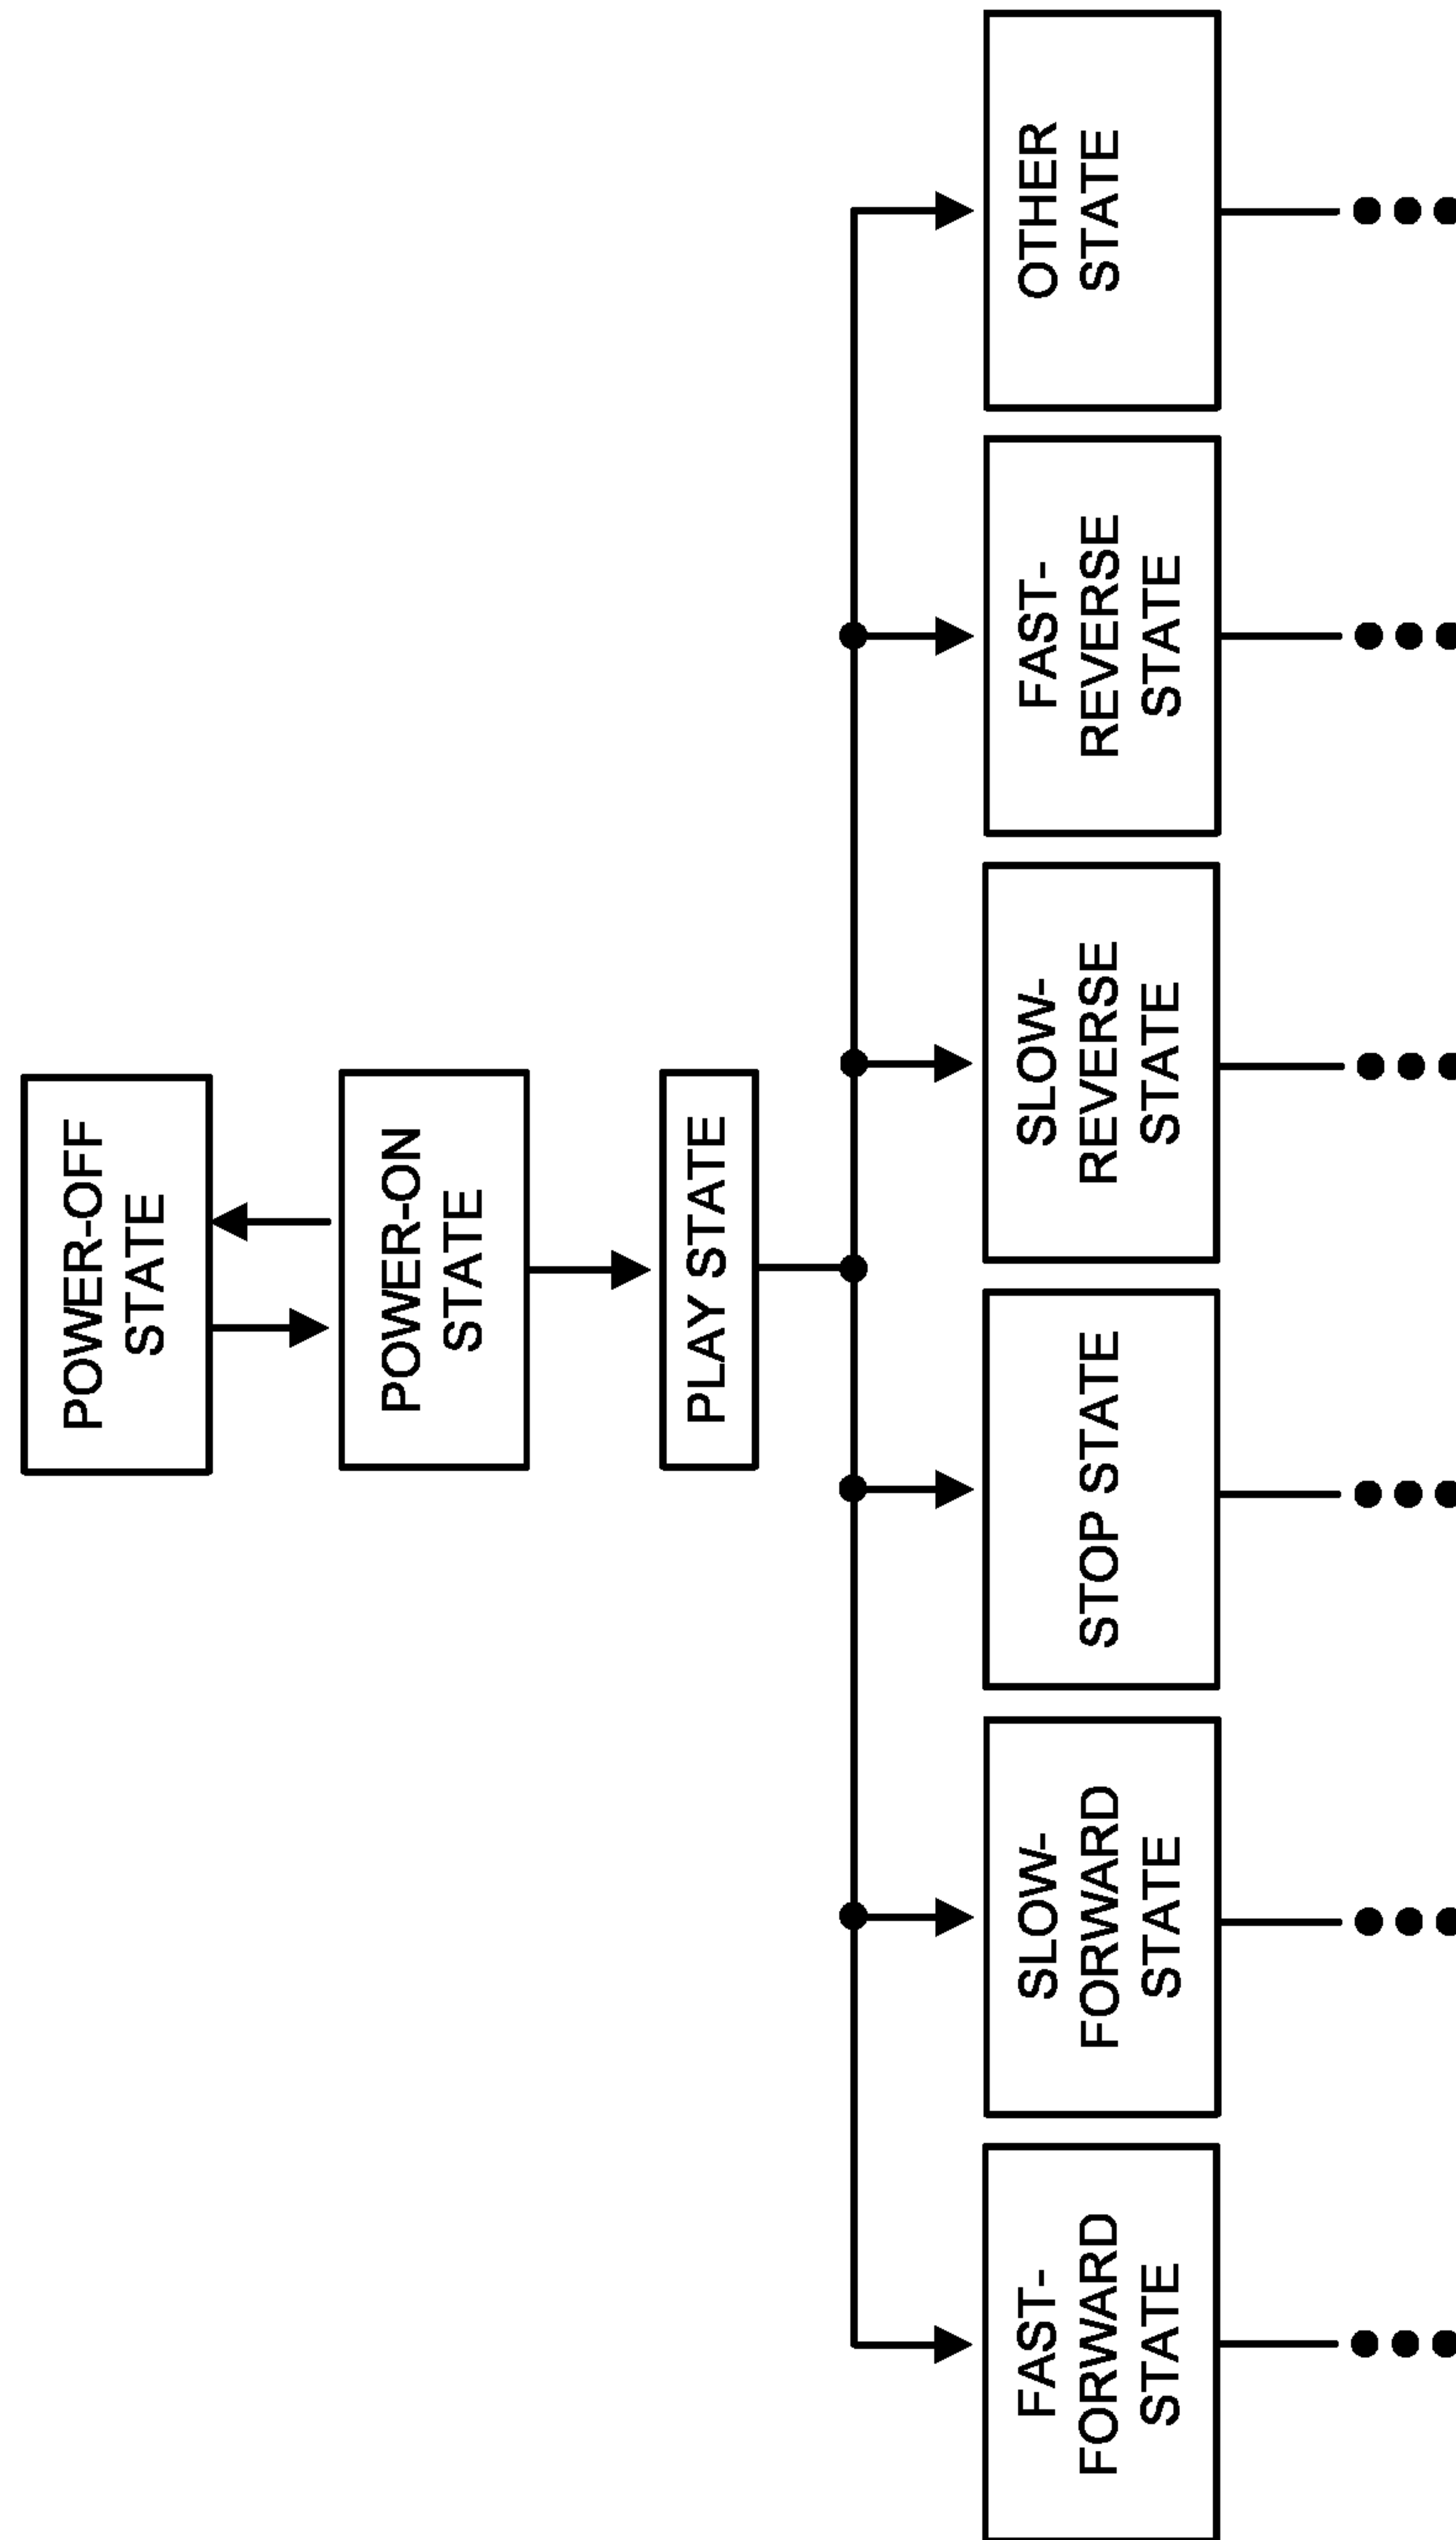 POWER-OFF
STATE
POWER-ON
STATE
PLAY STATE
FAST-
FORWARD
STATE
SLOW-
FORWARD
STATE
STOP STATE
SLOW-
REVERSE
STATE
FAST-
REVERSE
STATE
OTHER
STATE